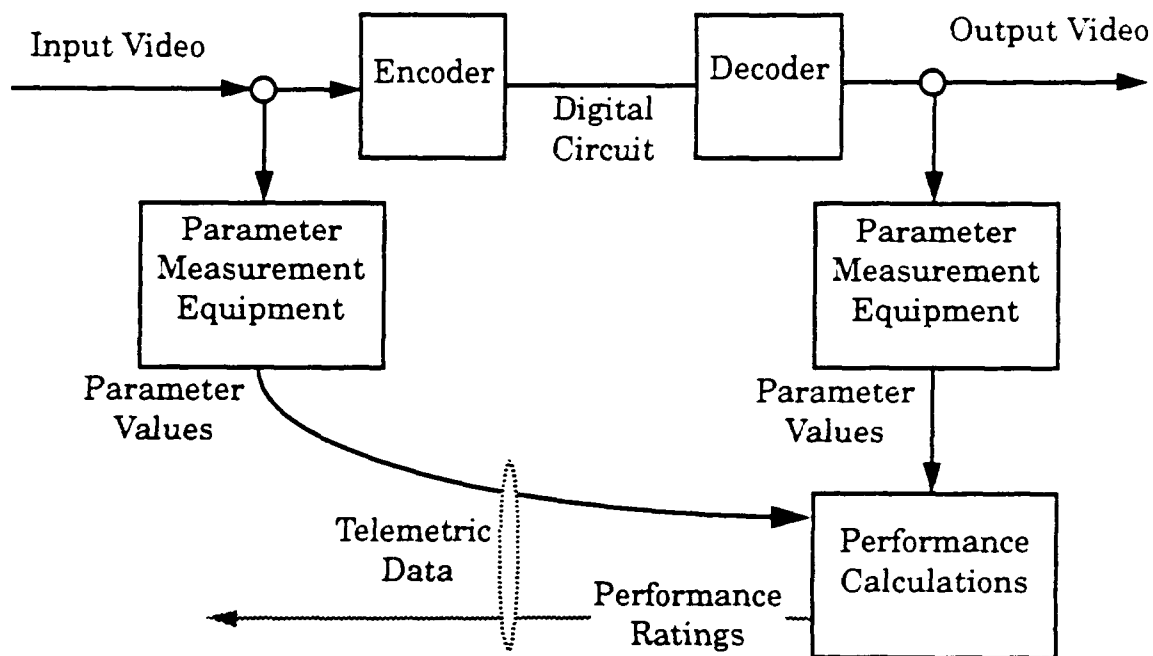 Input Video
Encoder
Digital
Circuit
Decoder
Output Video
Parameter
Measurement
Equipment
Parameter
Measurement
Equipment
Parameter
Values
Parameter
Values
Telemetric
Data
Performance
Calculations
Performance
Ratings